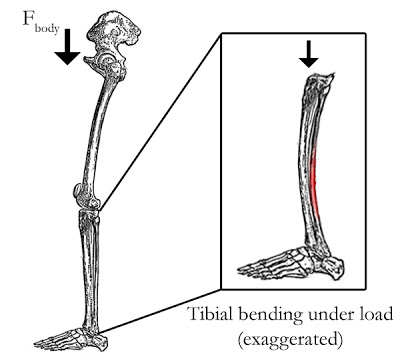 F body
Tibial bending under load
(exaggerated)